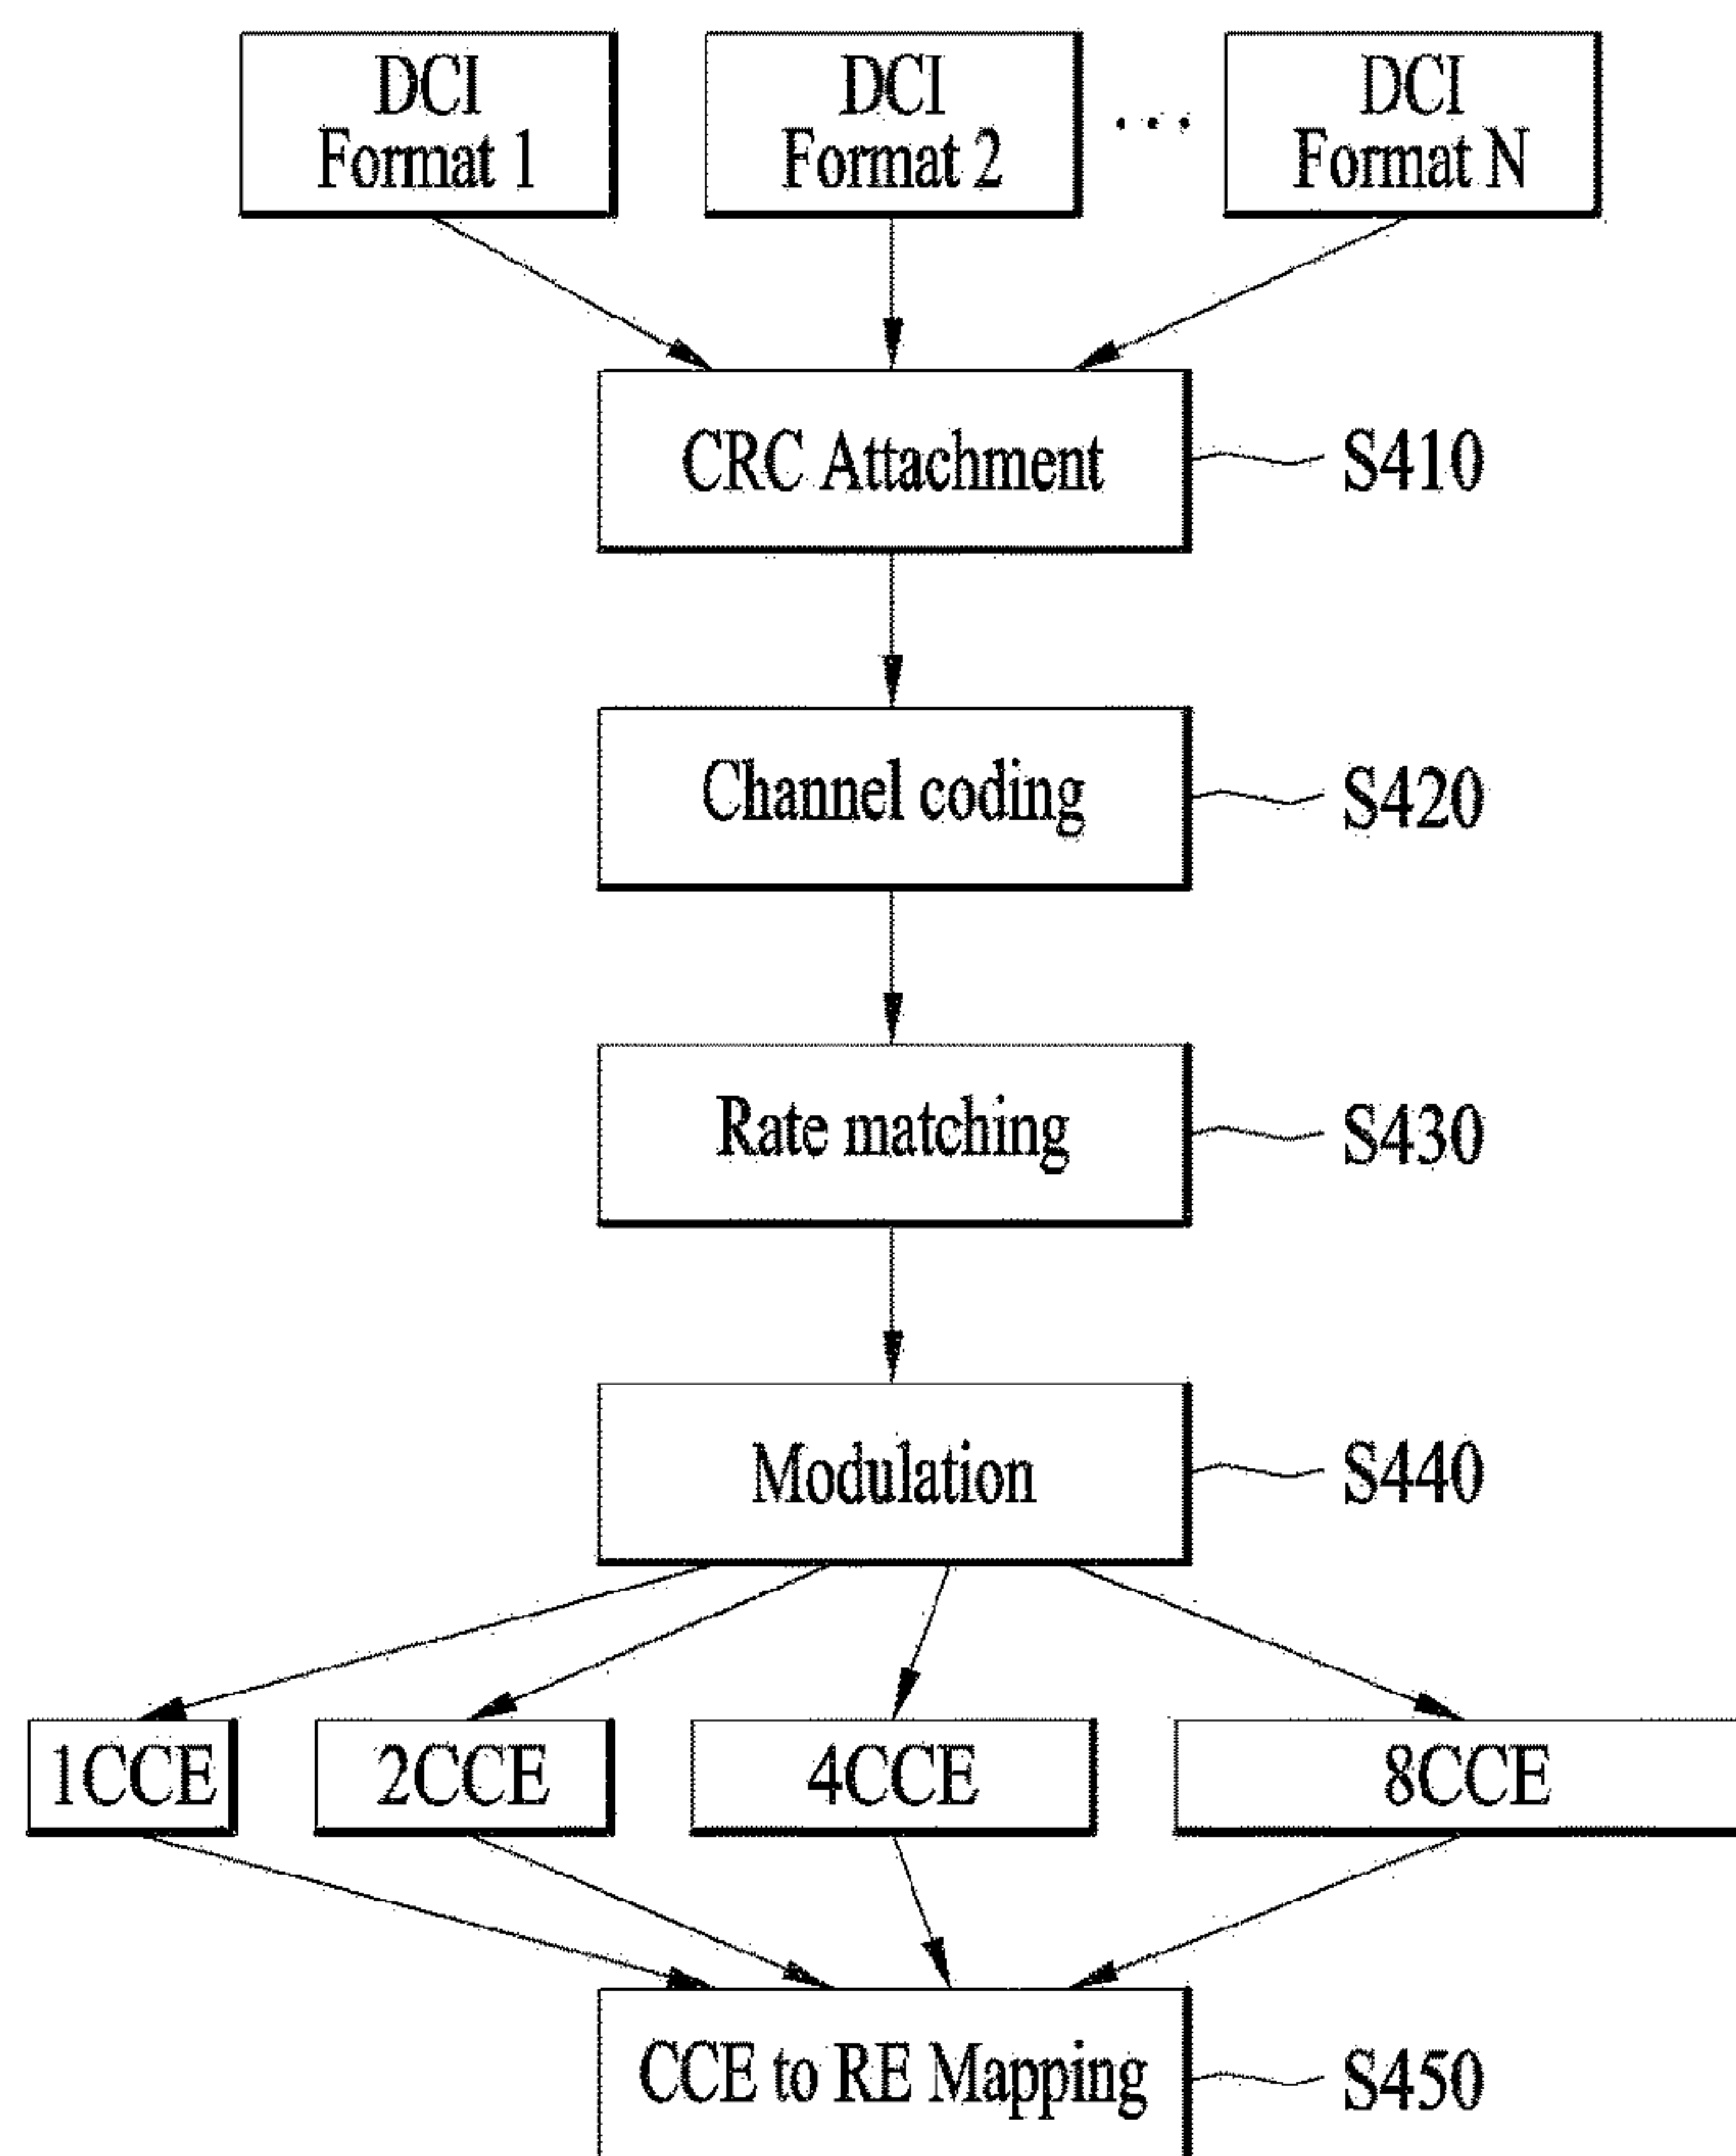 DCI
Format 1
DCI
Format 2
...
DCI
Format N
CRC Attachment
S410
Channel coding
S420
Rate matching
S430
Modulation
S440
1CCE
2CCE
4CCE
8CCE
CCE to RE Mapping
S450